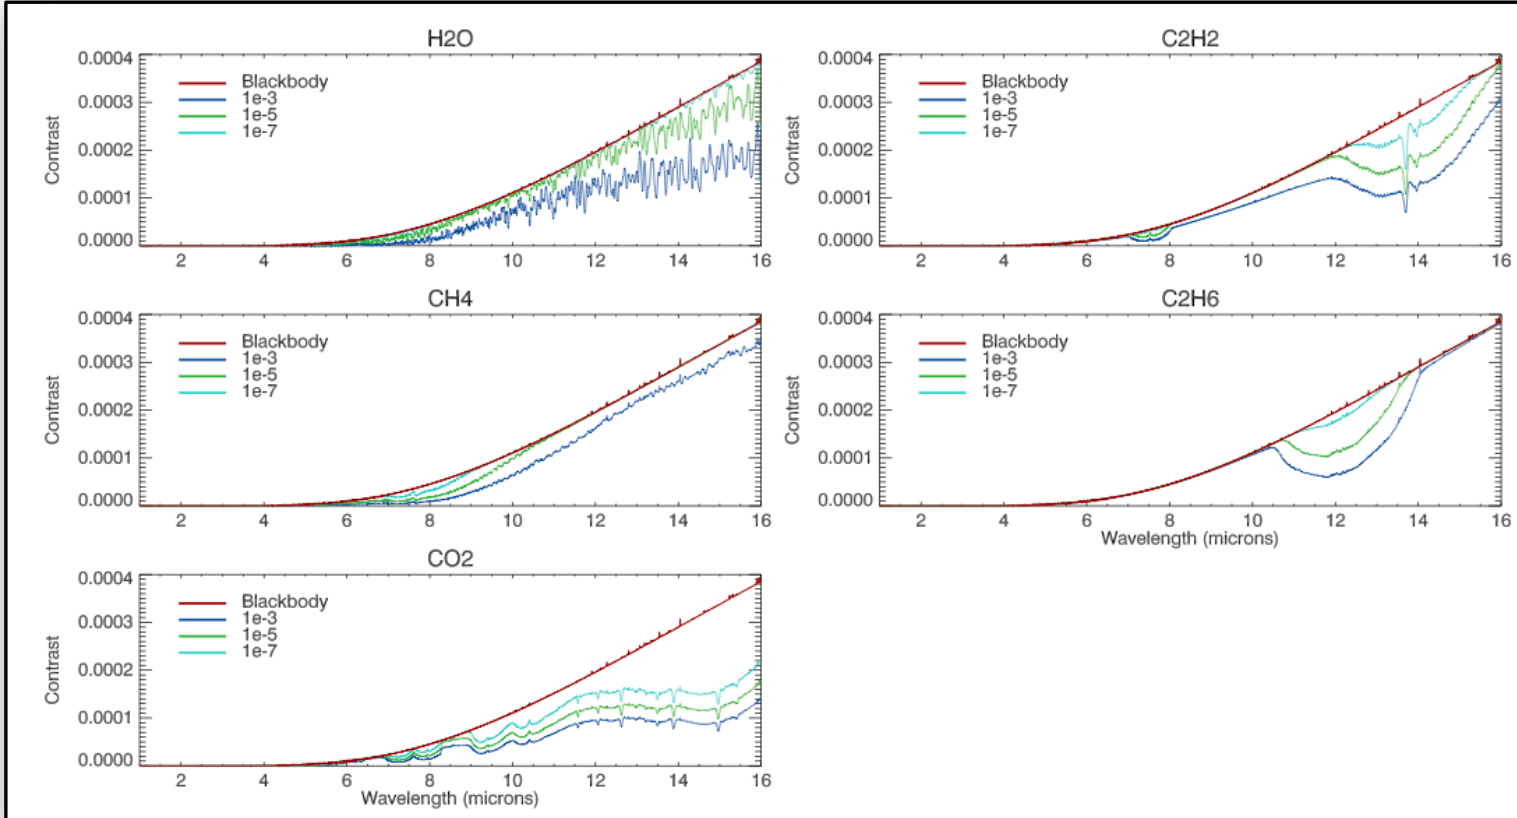 H2O
0.0004
0.0003
0.0002
0.0001
0.0000
Contrast
Blackbody
1e-3
1e-5
1e-7
2 4 6 8 10 12 14 16
C2H2
0.0004
0.0003
0.0002
0.0001
0.0000
Contrast
Blackbody
1e-3
1e-5
1e-7
2 4 6 8 10 12 14 16
CH4
0.0004
0.0003
0.0002
0.0001
0.0000
Contrast
Blackbody
1e-3
1e-5
1e-7
2 4 6 8 10 12 14 16
C2H6
0.0004
0.0003
0.0002
0.0001
0.0000
Contrast
Blackbody
1e-3
1e-5
1e-7
2 4 6 8 10 12 14 16
Wavelength (microns)
CO2
0.0004
0.0003
0.0002
0.0001
0.0000
Contrast
Blackbody
1e-3
1e-5
1e-7
2 4 6 8 10 12 14 16
Wavelength (microns)